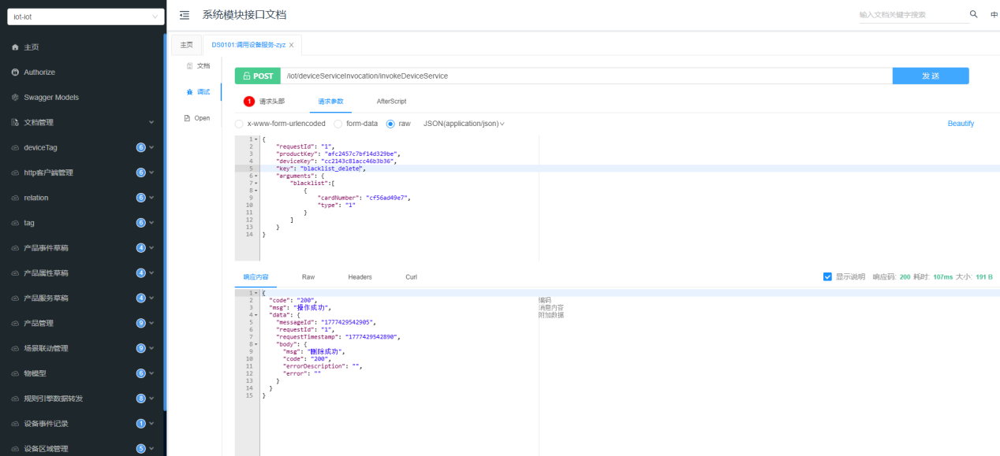 iot-iot
系统模块接口文档
输入文档关键字搜索
中
主页
Authorize
Swagger Models
文档管理
deviceTag 6
http客户端管理 6
relation 6
tag 6
产品事件草稿 4
产品属性草稿 4
产品服务草稿 4
产品管理 9
场景联动管理 9
物模型 6
规则引擎数据转发 8
设备事件记录 1
设备区域管理 5
主页
DS0101:调用设备服务-zyz
文档
调试
Open
POST /iot/deviceServiceInvocation/invokeDeviceService 发 送
1 请求头部 请求参数 AfterScript
x-www-form-urlencoded form-data raw JSON(application/json) Beautify
1 {
2 "requestId": "1",
3 "productKey": "afc2457c7bf14d329be",
4 "deviceKey": "cc2143c81acc46b3b36",
5 "key": "blacklist_delete",
6 "arguments": {
7 "blacklist":[
8 {
9 "cardNumber": "cf56ad49e7",
10 "type": "1"
11 }
12 ]
13 }
14 }
响应内容 Raw Headers Curl 显示说明 响应码: 200 耗时: 107ms 大小: 191 B
1 {
2 "code": "200", 编码
3 "msg": "操作成功", 消息内容
4 "data": { 附加数据
5 "messageId": "1777429542905",
6 "requestId": "1",
7 "requestTimestamp": "1777429542890",
8 "body": {
9 "msg": "删除成功",
10 "code": "200",
11 "errorDescription": "",
12 "error": ""
13 }
14 }
15 }